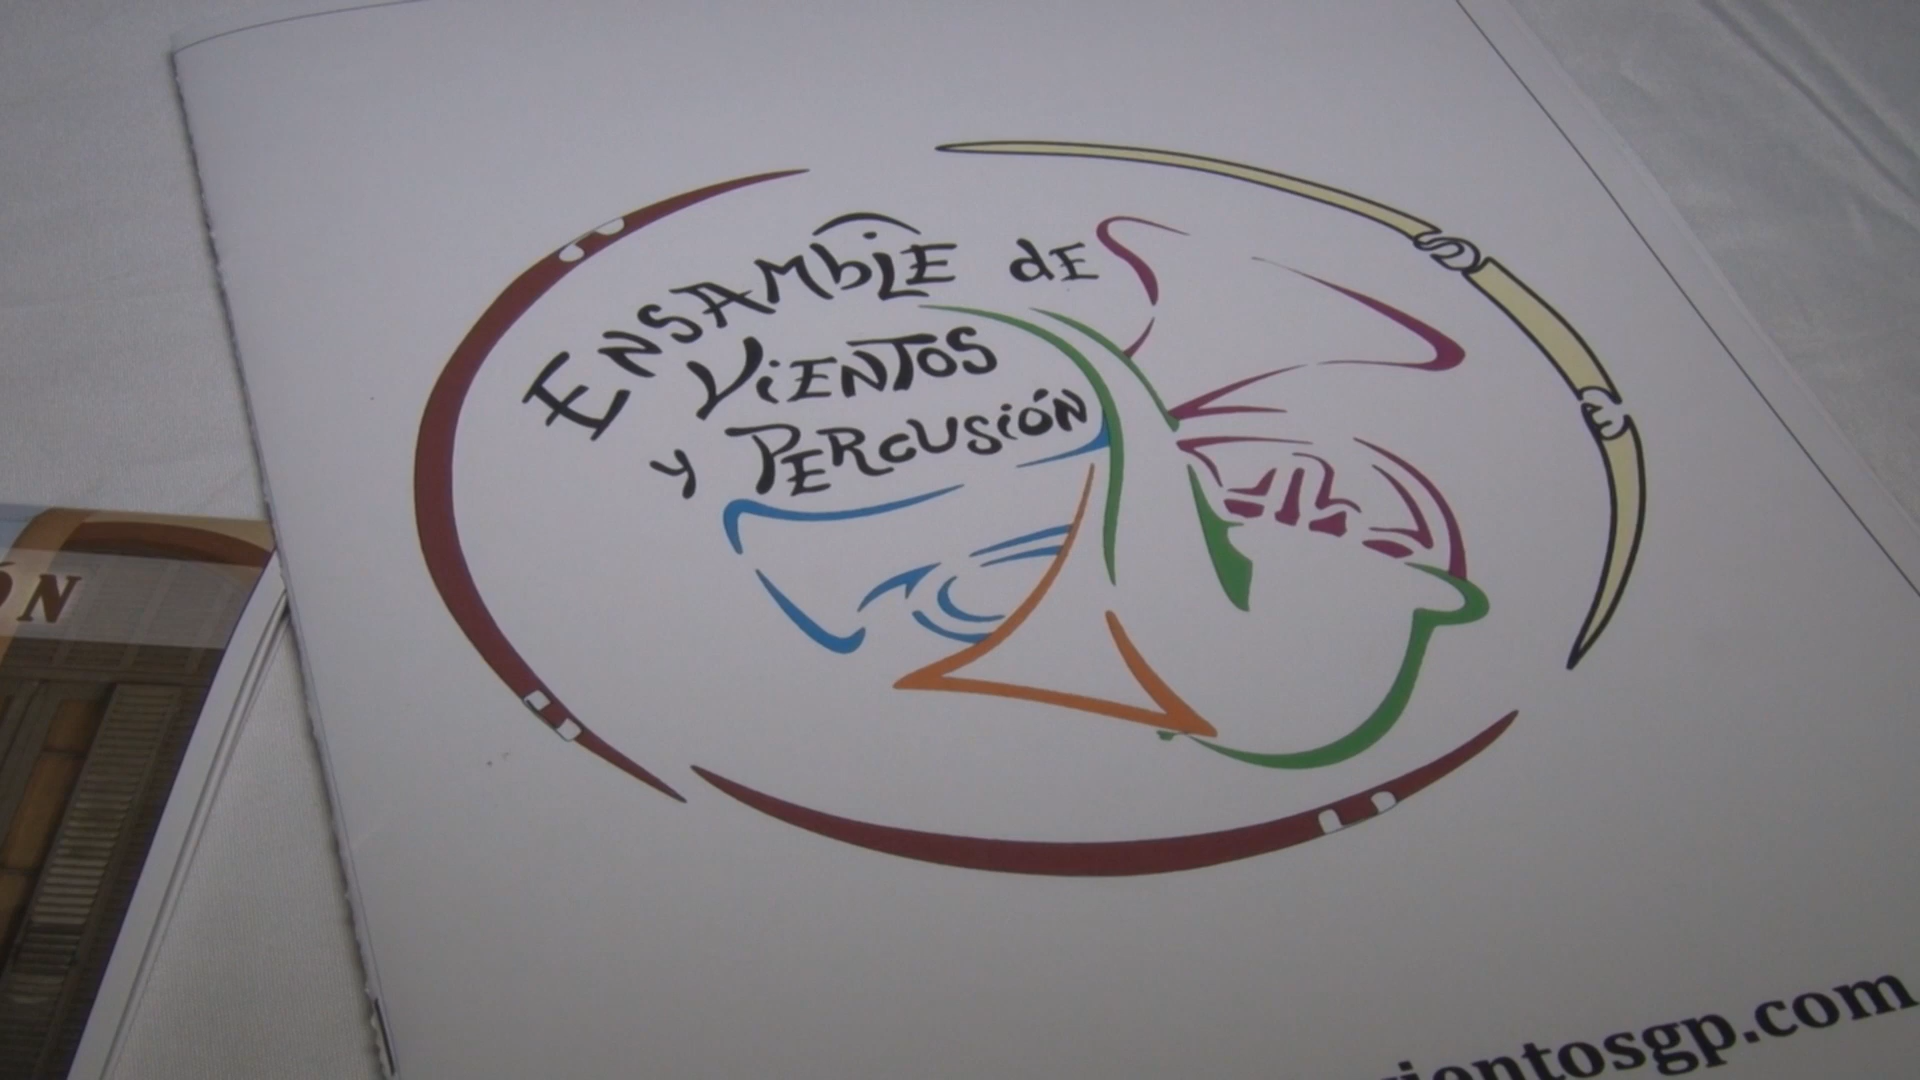 ENSAMBLE dE
ViENTOS
y PERCUSióN
ÓN
vientosgp.com